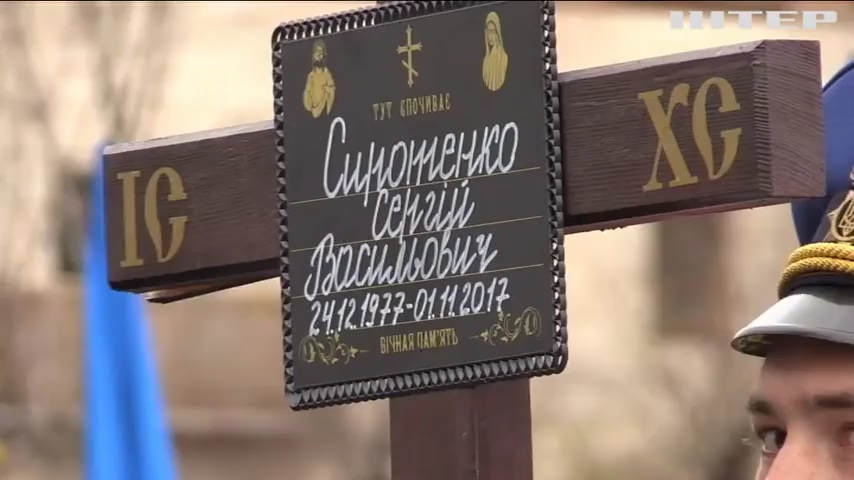 ІНТЕР
ІС
ХС
ТУТ СПОЧИВАЄ
Сиротенко
Сергій
Васильович
24.12.1977-01.11.2017
ВІЧНАЯ ПАМ'ЯТЬ